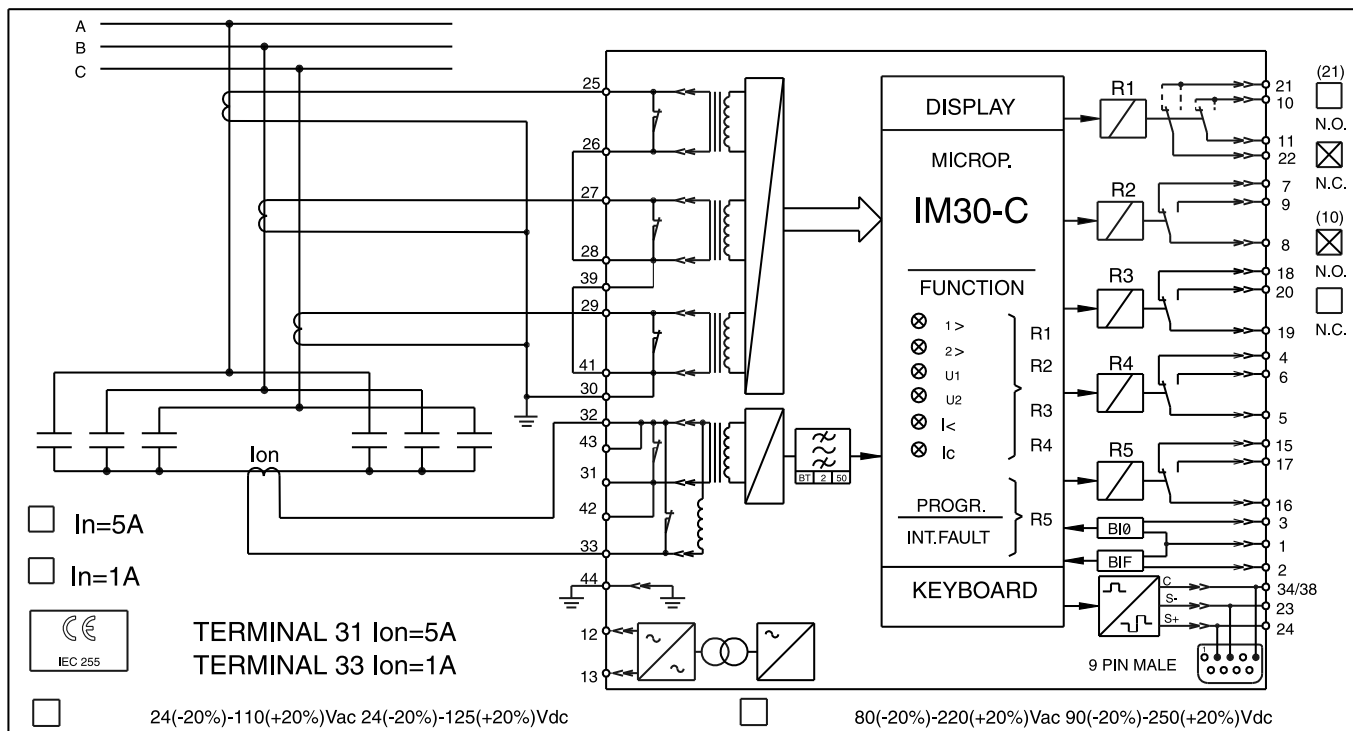 A
B
C
25
26
27
28
39
29
41
30
32
43
31
42
33
44
12
13
Ion
In=5A
In=1A
CE
IEC 255
TERMINAL 31 Ion=5A
TERMINAL 33 Ion=1A
24(-20%)-110(+20%)Vac 24(-20%)-125(+20%)Vdc
80(-20%)-220(+20%)Vac 90(-20%)-250(+20%)Vdc
BT 2 50
DISPLAY
MICROP.
IM30-C
FUNCTION
1>
2>
U1
U2
I<
Ic
R1
R2
R3
R4
PROGR.
INT.FAULT
R5
KEYBOARD
R1
21
10
11
22
R2
7
9
8
R3
18
20
19
R4
4
6
5
R5
15
17
16
BI0
3
1
BIF
2
C
34/38
S-
23
S+
24
9 PIN MALE
1
(21)
N.O.
N.C.
(10)
N.O.
N.C.